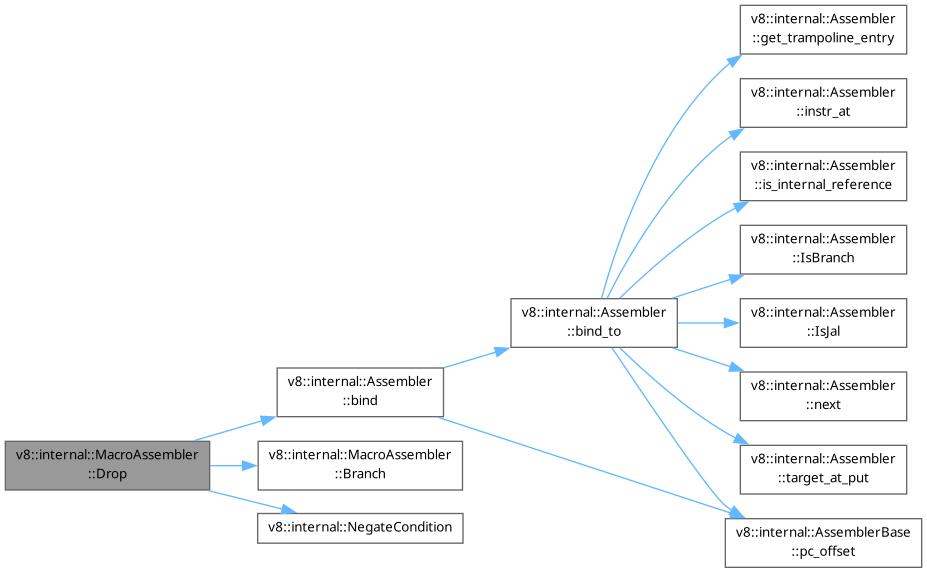 v8::internal::MacroAssembler
::Drop
v8::internal::Assembler
::bind
v8::internal::MacroAssembler
::Branch
v8::internal::NegateCondition
v8::internal::Assembler
::bind_to
v8::internal::Assembler
::get_trampoline_entry
v8::internal::Assembler
::instr_at
v8::internal::Assembler
::is_internal_reference
v8::internal::Assembler
::IsBranch
v8::internal::Assembler
::IsJal
v8::internal::Assembler
::next
v8::internal::Assembler
::target_at_put
v8::internal::AssemblerBase
::pc_offset